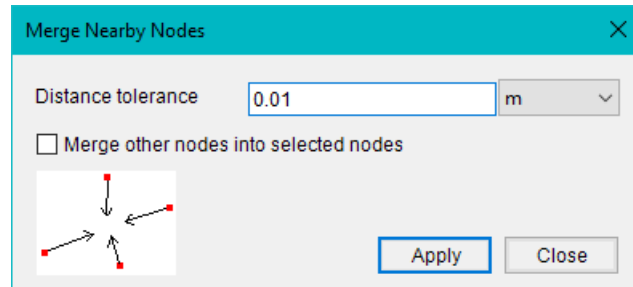 Merge Nearby Nodes
Distance tolerance 0.01 m
Merge other nodes into selected nodes
Apply Close